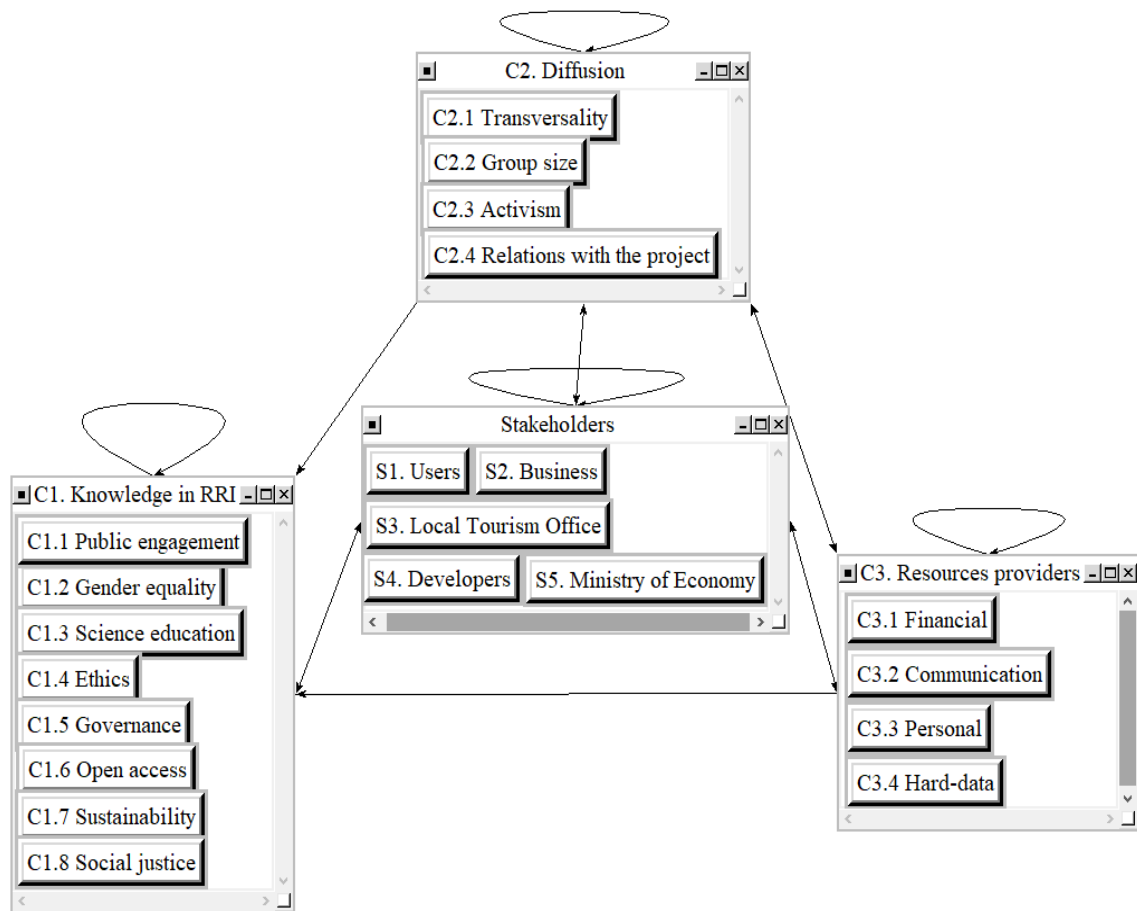 C2. Diffusion
C2.1 Transversality
C2.2 Group size
C2.3 Activism
C2.4 Relations with the project
Stakeholders
S1. Users S2. Business
S3. Local Tourism Office
S4. Developers S5. Ministry of Economy
C1. Knowledge in RRI
C1.1 Public engagement
C1.2 Gender equality
C1.3 Science education
C1.4 Ethics
C1.5 Governance
C1.6 Open access
C1.7 Sustainability
C1.8 Social justice
C3. Resources providers
C3.1 Financial
C3.2 Communication
C3.3 Personal
C3.4 Hard-data